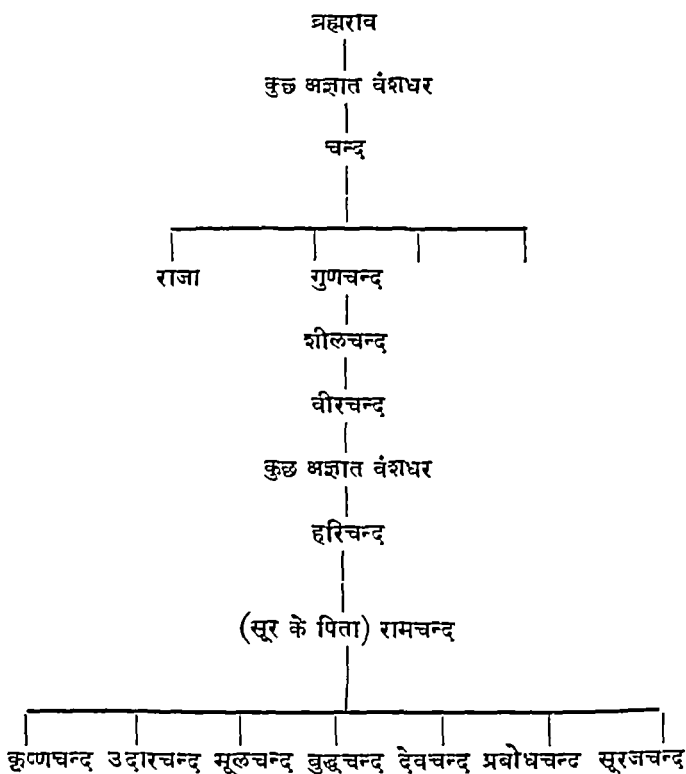 ब्रह्मराव
कुछ अज्ञात वंशधर
चन्द
राजा गुणचन्द
शीलचन्द
वीरचन्द
कुछ अज्ञात वंशधर
हरिचन्द
(सूर के पिता) रामचन्द
कृष्णचन्द उदारचन्द मूलचन्द बुद्धचन्द देवचन्द प्रबोधचन्द सूरजचन्द